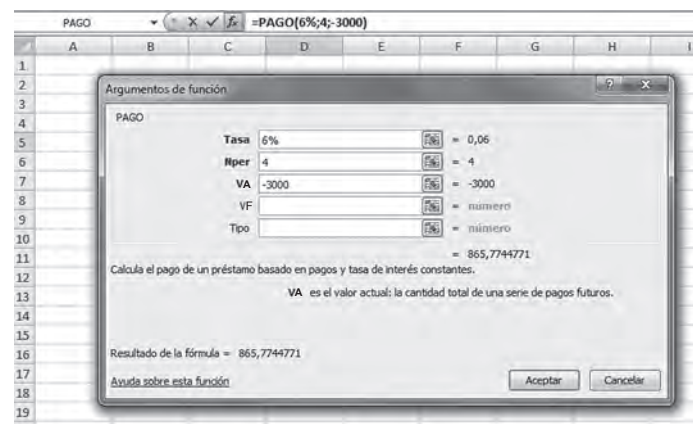 PAGO =PAGO(6%;4;-3000)
A B C D E F G H I
1
2
3
4
5
6
7
8
9
10
11
12
13
14
15
16
17
18
19
Argumentos de función
PAGO
Tasa 6% = 0,06
Nper 4 = 4
VA -3000 = -3000
VF = número
Tipo = número
= 865,7744771
Calcula el pago de un préstamo basado en pagos y tasa de interés constantes.
VA es el valor actual: la cantidad total de una serie de pagos futuros.
Resultado de la fórmula = 865,7744771
Ayuda sobre esta función Aceptar Cancelar